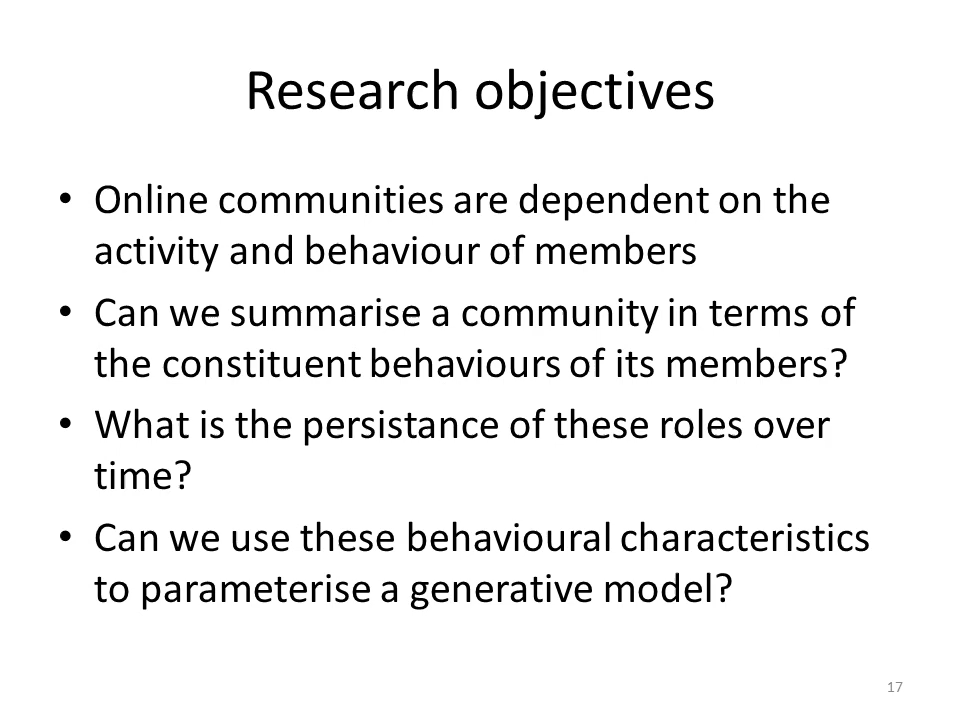 Research objectives
• Online communities are dependent on the
activity and behaviour of members
• Can we summarise a community in terms of
the constituent behaviours of its members?
• What is the persistance of these roles over
time?
• Can we use these behavioural characteristics
to parameterise a generative model?
17